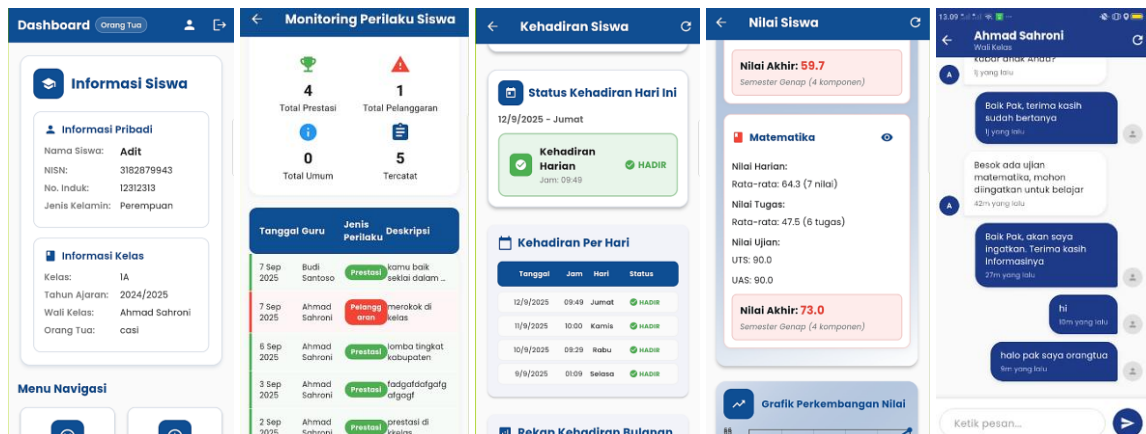 Dashboard Orang Tua
Informasi Siswa
Informasi Pribadi
Nama Siswa: Adit
NISN: 3182879943
No. Induk: 12312313
Jenis Kelamin: Perempuan
Informasi Kelas
Kelas: 1A
Tahun Ajaran: 2024/2025
Wali Kelas: Ahmad Sahroni
Orang Tua: casi
Menu Navigasi
Monitoring Perilaku Siswa
4 1
Total Prestasi Total Pelanggaran
0 5
Total Umum Tercatat
Tanggal Guru Jenis Perilaku Deskripsi
7 Sep 2025 Budi Santoso Prestasi kamu baik seklai dalam ...
7 Sep 2025 Ahmad Sahroni Pelanggaran merokok di kelas
6 Sep 2025 Ahmad Sahroni Prestasi lomba tingkat kabupaten
3 Sep 2025 Ahmad Sahroni Prestasi fadgafdafgafg afgagf
2 Sep 2025 Ahmad Sahroni Prestasi prestasi di kkelas
Kehadiran Siswa
Status Kehadiran Hari Ini
12/9/2025 - Jumat
Kehadiran
Harian HADIR
Jam: 09:49
Kehadiran Per Hari
Tanggal Jam Hari Status
12/9/2025 09:49 Jumat HADIR
11/9/2025 10:00 Kamis HADIR
10/9/2025 09:29 Rabu HADIR
9/9/2025 01:09 Selasa HADIR
Rekap Kehadiran Bulanan
Nilai Siswa
Nilai Akhir: 59.7
Semester Genap (4 komponen)
Matematika
Nilai Harian:
Rata-rata: 64.3 (7 nilai)
Nilai Tugas:
Rata-rata: 47.5 (6 tugas)
Nilai Ujian:
UTS: 90.0
UAS: 90.0
Nilai Akhir: 73.0
Semester Genap (4 komponen)
Grafik Perkembangan Nilai
13.09
Ahmad Sahroni
Wali Kelas
kabar anak Anda?
1j yang lalu
A
Baik Pak, terima kasih
sudah bertanya
1j yang lalu
Besok ada ujian
matematika, mohon
diingatkan untuk belajar
42m yang lalu
A
Baik Pak, akan saya
ingatkan. Terima kasih
informasinya
27m yang lalu
hi
10m yang lalu
halo pak saya orangtua
9m yang lalu
Ketik pesan...